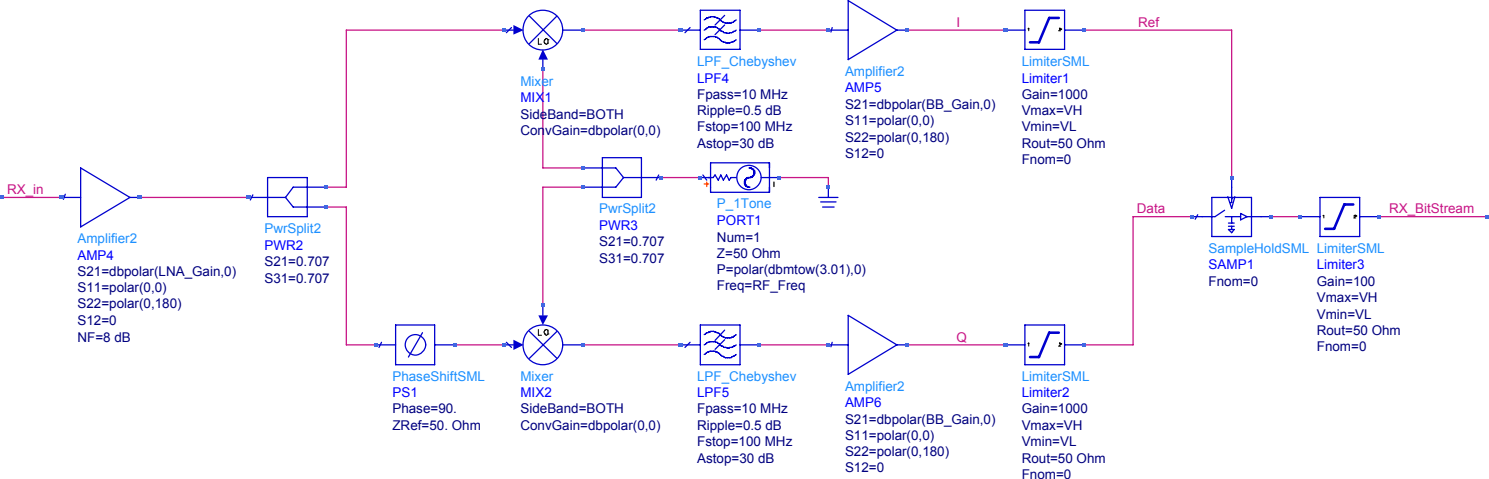 RX_in
Amplifier2
AMP4
S21=dbpolar(LNA_Gain,0)
S11=polar(0,0)
S22=polar(0,180)
S12=0
NF=8 dB
PwrSplit2
PWR2
S21=0.707
S31=0.707
LO
Mixer
MIX1
SideBand=BOTH
ConvGain=dbpolar(0,0)
LPF_Chebyshev
LPF4
Fpass=10 MHz
Ripple=0.5 dB
Fstop=100 MHz
Astop=30 dB
Amplifier2
AMP5
S21=dbpolar(BB_Gain,0)
S11=polar(0,0)
S22=polar(0,180)
S12=0
I
LimiterSML
Limiter1
Gain=1000
Vmax=VH
Vmin=VL
Rout=50 Ohm
Fnom=0
Ref
PwrSplit2
PWR3
S21=0.707
S31=0.707
P_1Tone
PORT1
Num=1
Z=50 Ohm
P=polar(dbmtow(3.01),0)
Freq=RF_Freq
PhaseShiftSML
PS1
Phase=90.
ZRef=50. Ohm
LO
Mixer
MIX2
SideBand=BOTH
ConvGain=dbpolar(0,0)
LPF_Chebyshev
LPF5
Fpass=10 MHz
Ripple=0.5 dB
Fstop=100 MHz
Astop=30 dB
Amplifier2
AMP6
S21=dbpolar(BB_Gain,0)
S11=polar(0,0)
S22=polar(0,180)
S12=0
Q
LimiterSML
Limiter2
Gain=1000
Vmax=VH
Vmin=VL
Rout=50 Ohm
Fnom=0
Data
SampleHoldSML
SAMP1
Fnom=0
LimiterSML
Limiter3
Gain=100
Vmax=VH
Vmin=VL
Rout=50 Ohm
Fnom=0
RX_BitStream